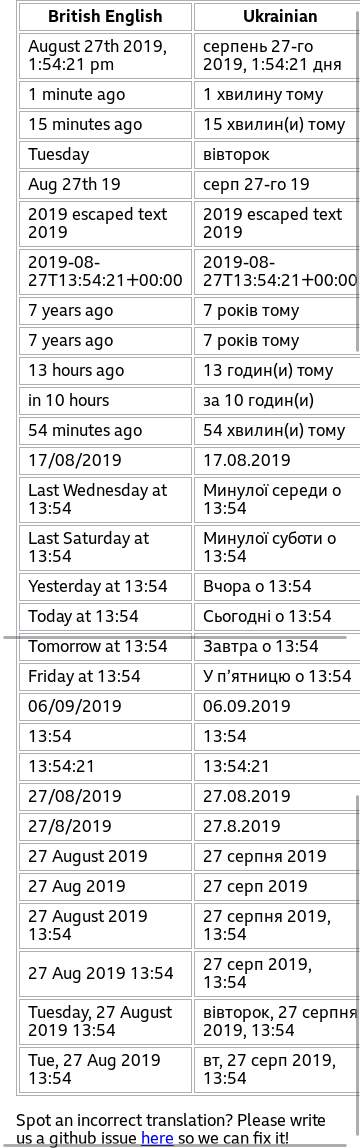 British English Ukrainian
August 27th 2019, серпень 27-го
1:54:21 pm 2019, 1:54:21 дня
1 minute ago 1 хвилину тому
15 minutes ago 15 хвилин(и) тому
Tuesday вівторок
Aug 27th 19 серп 27-го 19
2019 escaped text 2019 escaped text
2019 2019
2019-08- 2019-08-
27T13:54:21+00:00 27T13:54:21+00:00
7 years ago 7 років тому
7 years ago 7 років тому
13 hours ago 13 годин(и) тому
in 10 hours за 10 годин(и)
54 minutes ago 54 хвилин(и) тому
17/08/2019 17.08.2019
Last Wednesday at Минулої середи о
13:54 13:54
Last Saturday at Минулої суботи о
13:54 13:54
Yesterday at 13:54 Вчора о 13:54
Today at 13:54 Сьогодні о 13:54
Tomorrow at 13:54 Завтра о 13:54
Friday at 13:54 У п’ятницю о 13:54
06/09/2019 06.09.2019
13:54 13:54
13:54:21 13:54:21
27/08/2019 27.08.2019
27/8/2019 27.8.2019
27 August 2019 27 серпня 2019
27 Aug 2019 27 серп 2019
27 August 2019 27 серпня 2019,
13:54 13:54
27 Aug 2019 13:54 27 серп 2019,
13:54
Tuesday, 27 August вівторок, 27 серпня
2019 13:54 2019, 13:54
Tue, 27 Aug 2019 вт, 27 серп 2019,
13:54 13:54
Spot an incorrect translation? Please write
us a github issue here so we can fix it!